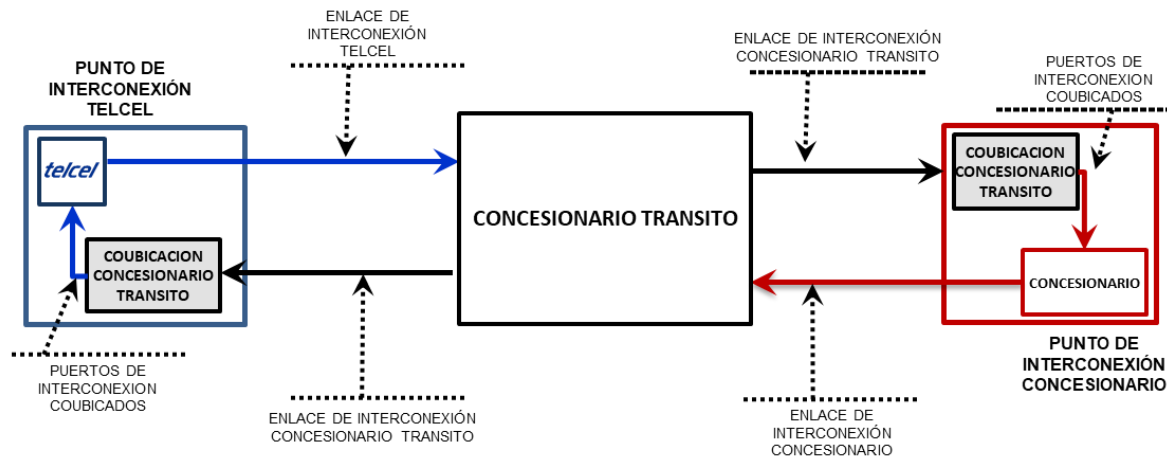 ENLACE DE
INTERCONEXIÓN
TELCEL
ENLACE DE INTERCONEXIÓN
CONCESIONARIO TRANSITO
PUERTOS DE
INTERCONEXION
COUBICADOS
PUNTO DE
INTERCONEXIÓN
TELCEL
telcel
COUBICACION
CONCESIONARIO
TRANSITO
CONCESIONARIO TRANSITO
COUBICACION
CONCESIONARIO
TRANSITO
CONCESIONARIO
PUNTO DE
INTERCONEXIÓN
CONCESIONARIO
PUERTOS DE
INTERCONEXION
COUBICADOS
ENLACE DE INTERCONEXIÓN
CONCESIONARIO TRANSITO
ENLACE DE
INTERCONEXIÓN
CONCESIONARIO